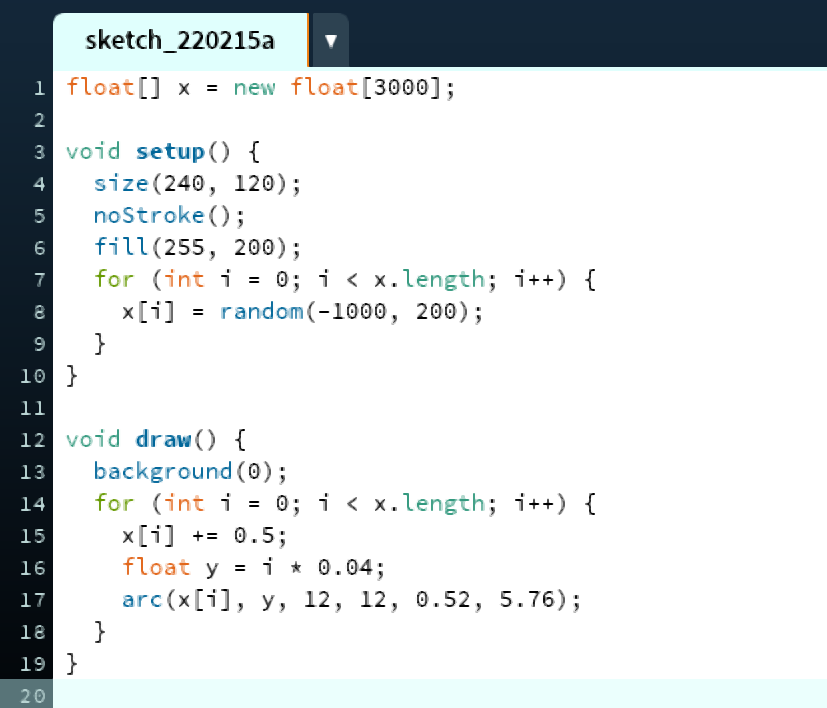 sketch_220215a ▼
1 float[] x = new float[3000];
2
3 void setup() {
4   size(240, 120);
5   noStroke();
6   fill(255, 200);
7   for (int i = 0; i < x.length; i++) {
8     x[i] = random(-1000, 200);
9   }
10 }
11
12 void draw() {
13   background(0);
14   for (int i = 0; i < x.length; i++) {
15     x[i] += 0.5;
16     float y = i * 0.04;
17     arc(x[i], y, 12, 12, 0.52, 5.76);
18   }
19 }
20